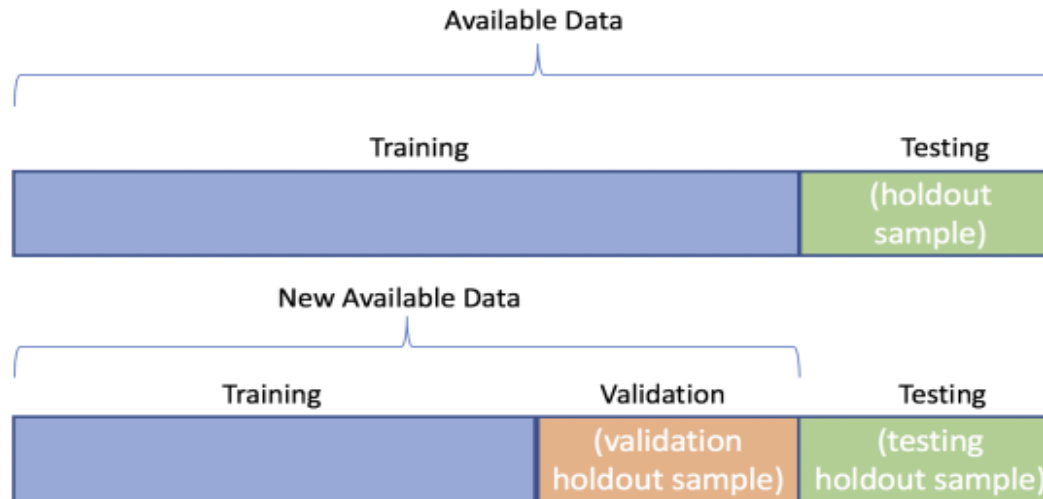 Available Data
Training
Testing
(holdout
sample)
New Available Data
Training
Validation
Testing
(validation
holdout sample)
(testing
holdout sample)